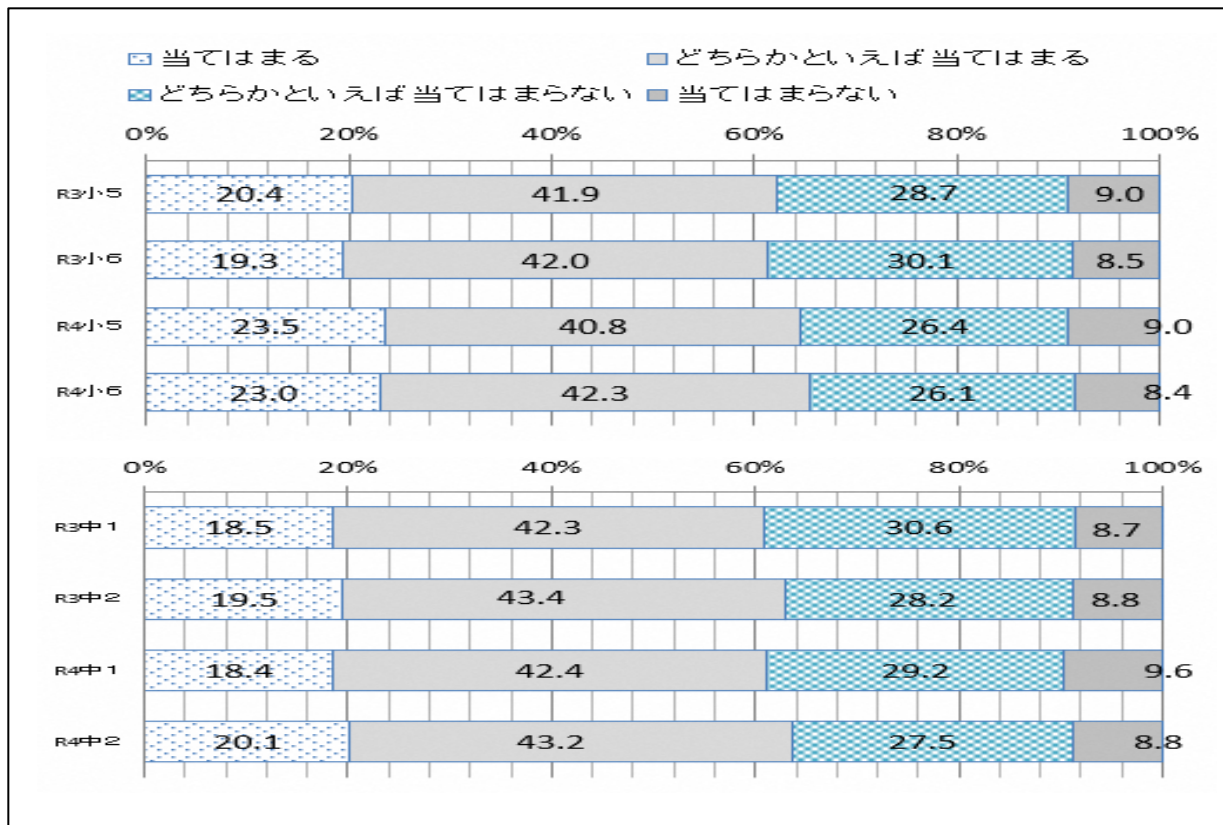 当てはまる どちらかといえば当てはまる
どちらかといえば当てはまらない 当てはまらない
0% 20% 40% 60% 80% 100%
R3小5 20.4 41.9 28.7 9.0
R3小6 19.3 42.0 30.1 8.5
R4小5 23.5 40.8 26.4 9.0
R4小6 23.0 42.3 26.1 8.4
0% 20% 40% 60% 80% 100%
R3中1 18.5 42.3 30.6 8.7
R3中2 19.5 43.4 28.2 8.8
R4中1 18.4 42.4 29.2 9.6
R4中2 20.1 43.2 27.5 8.8